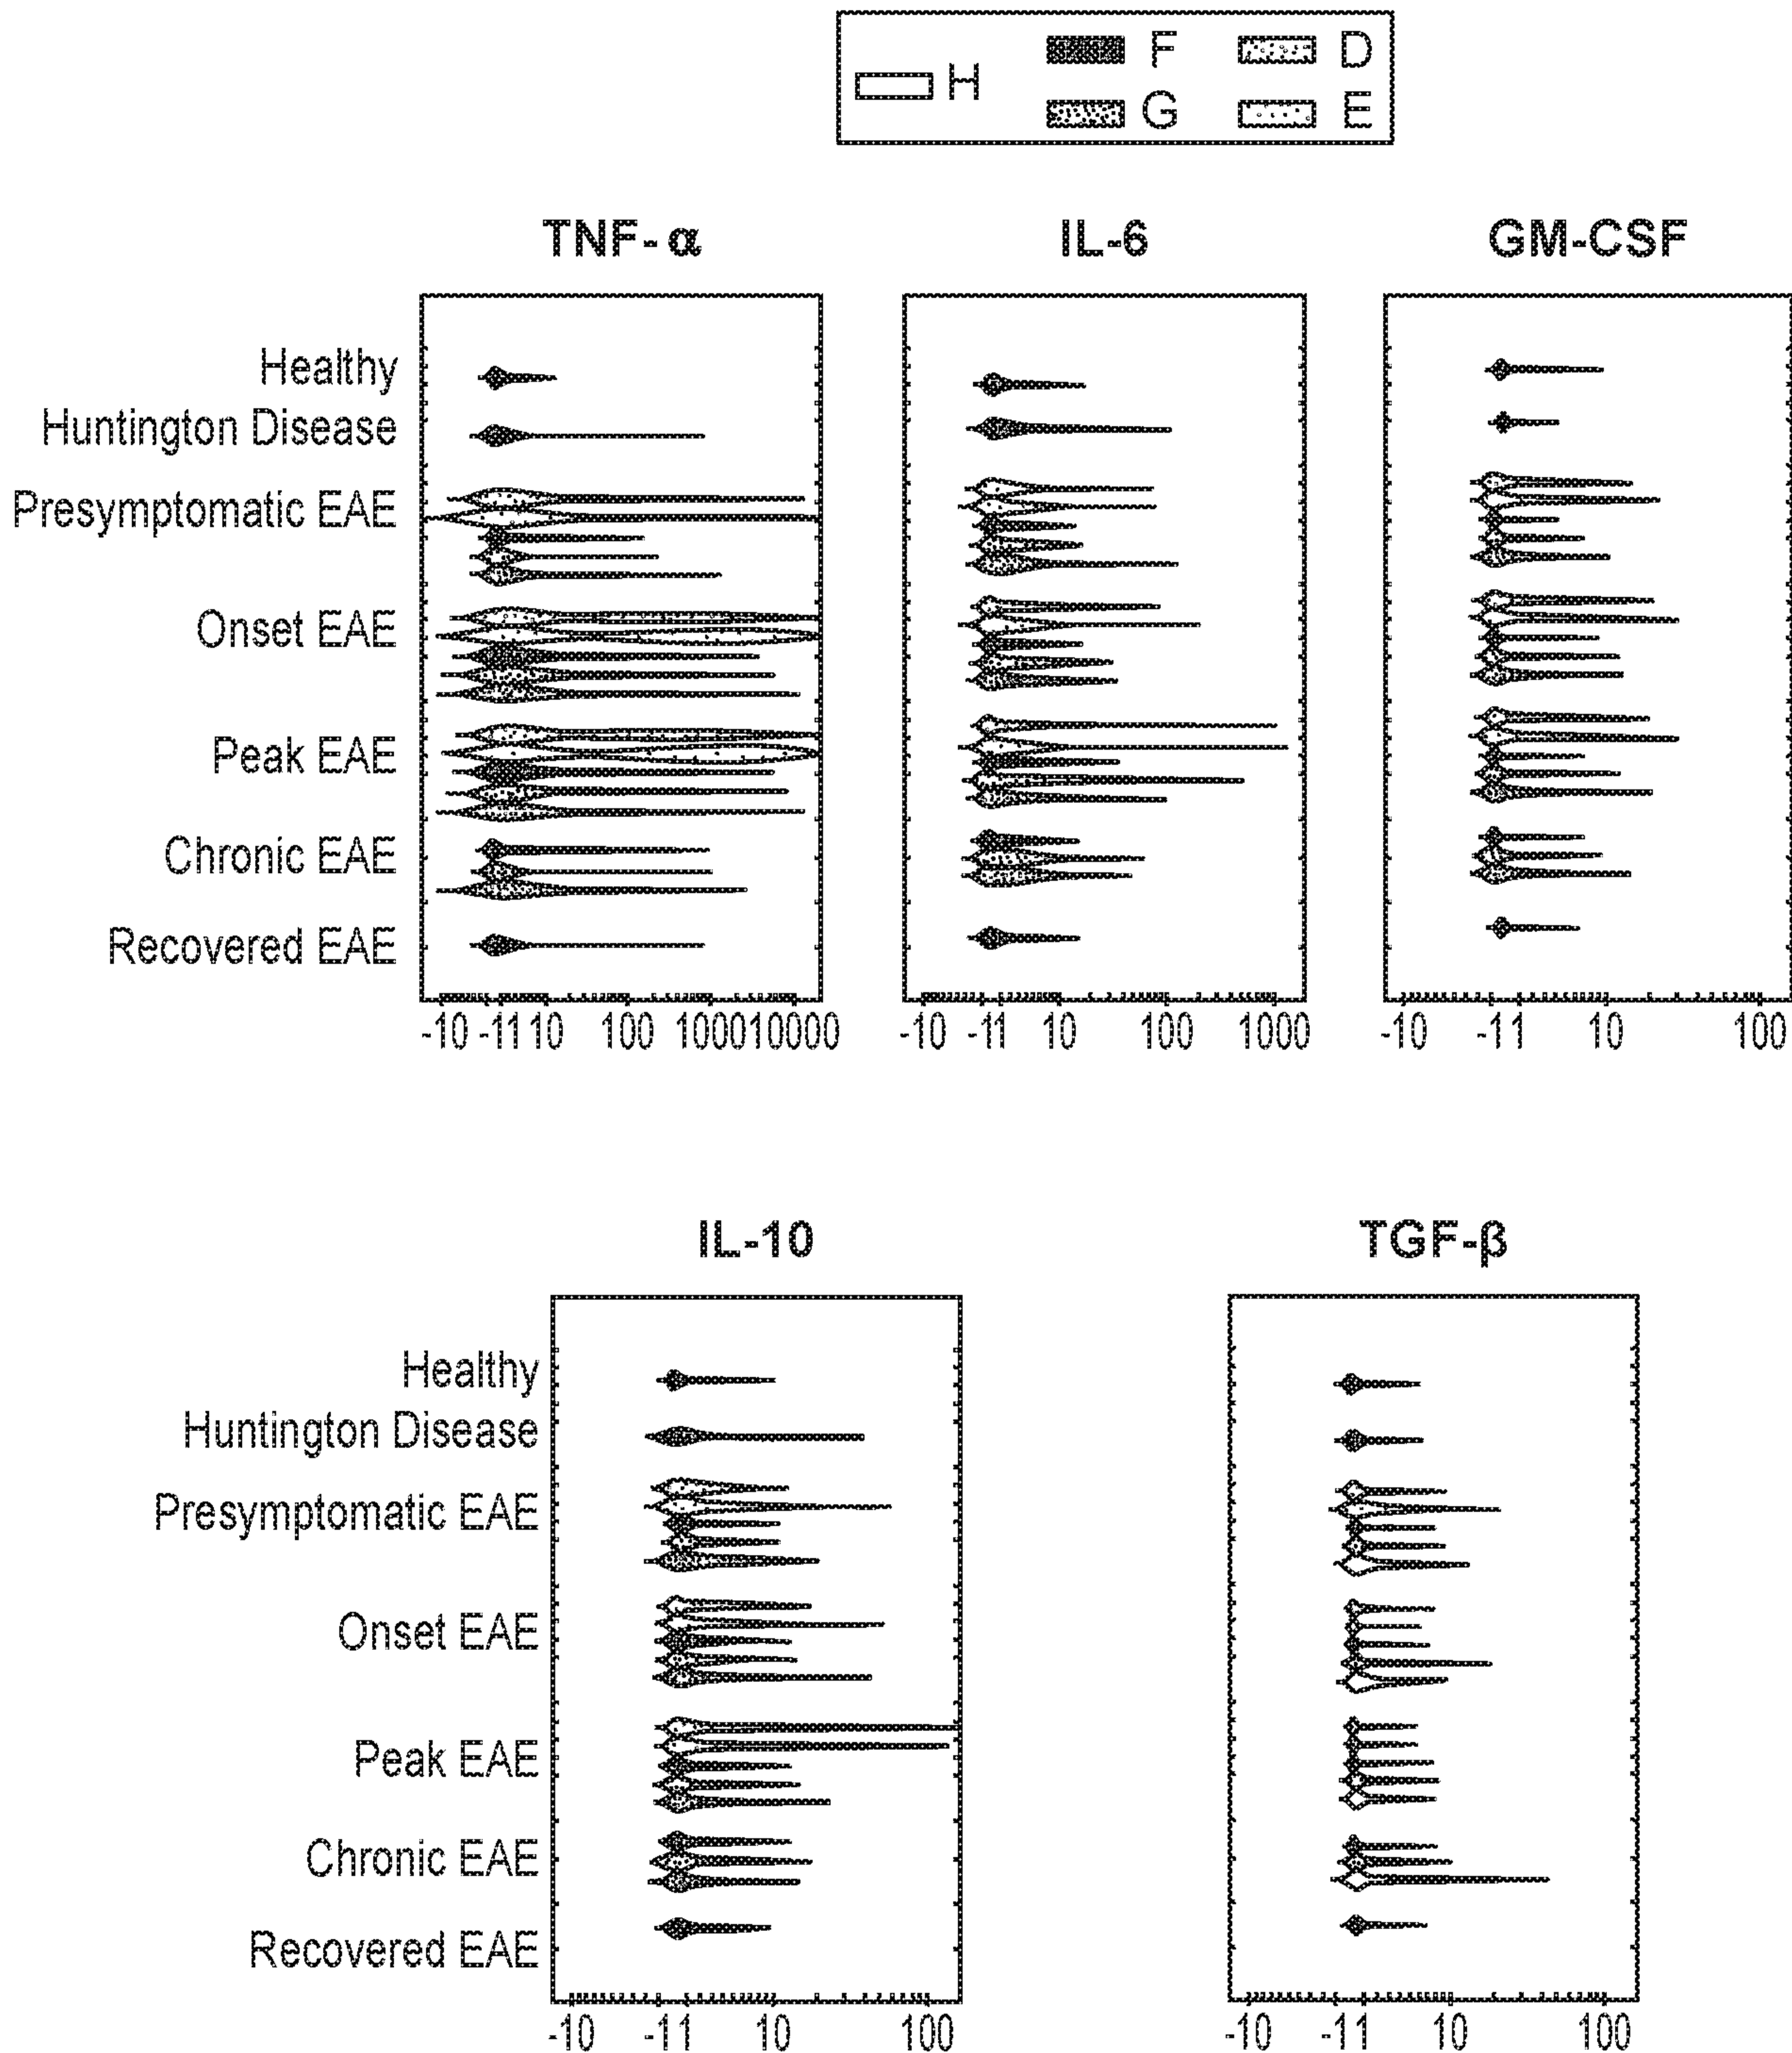 H F D
G E
TNF-α IL-6 GM-CSF
Healthy
Huntington Disease
Presymptomatic EAE
Onset EAE
Peak EAE
Chronic EAE
Recovered EAE
-10 -11 10 100 1000 10000 -10 -11 10 100 1000 -10 -11 10 100
IL-10 TGF-β
Healthy
Huntington Disease
Presymptomatic EAE
Onset EAE
Peak EAE
Chronic EAE
Recovered EAE
-10 -11 10 100 -10 -11 10 100